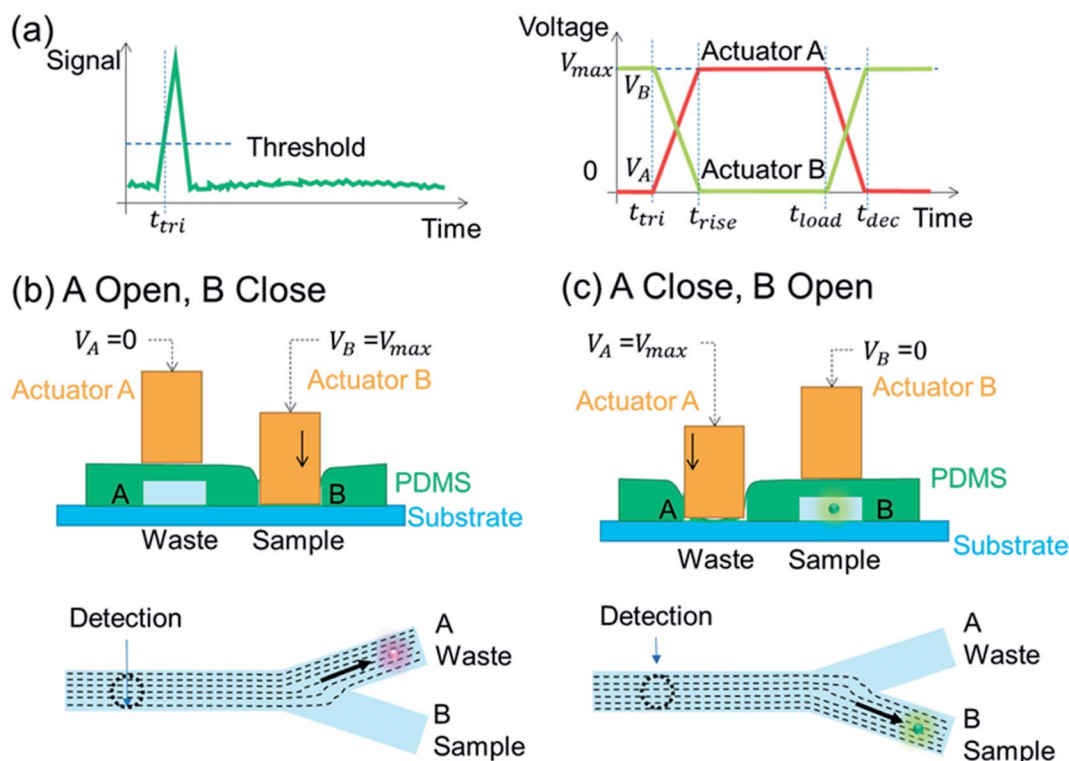 (a)
Signal
Threshold
t_tri
Time
Voltage
V_max
V_B
V_A
0
Actuator A
Actuator B
t_tri t_rise t_load t_dec Time
(b) A Open, B Close
V_A =0
V_B =V_max
Actuator A
Actuator B
A
B
PDMS
Substrate
Waste Sample
Detection
A
Waste
B
Sample
(c) A Close, B Open
V_A =V_max
V_B =0
Actuator A
Actuator B
PDMS
A
B
Waste Sample
Substrate
Detection
A
Waste
B
Sample